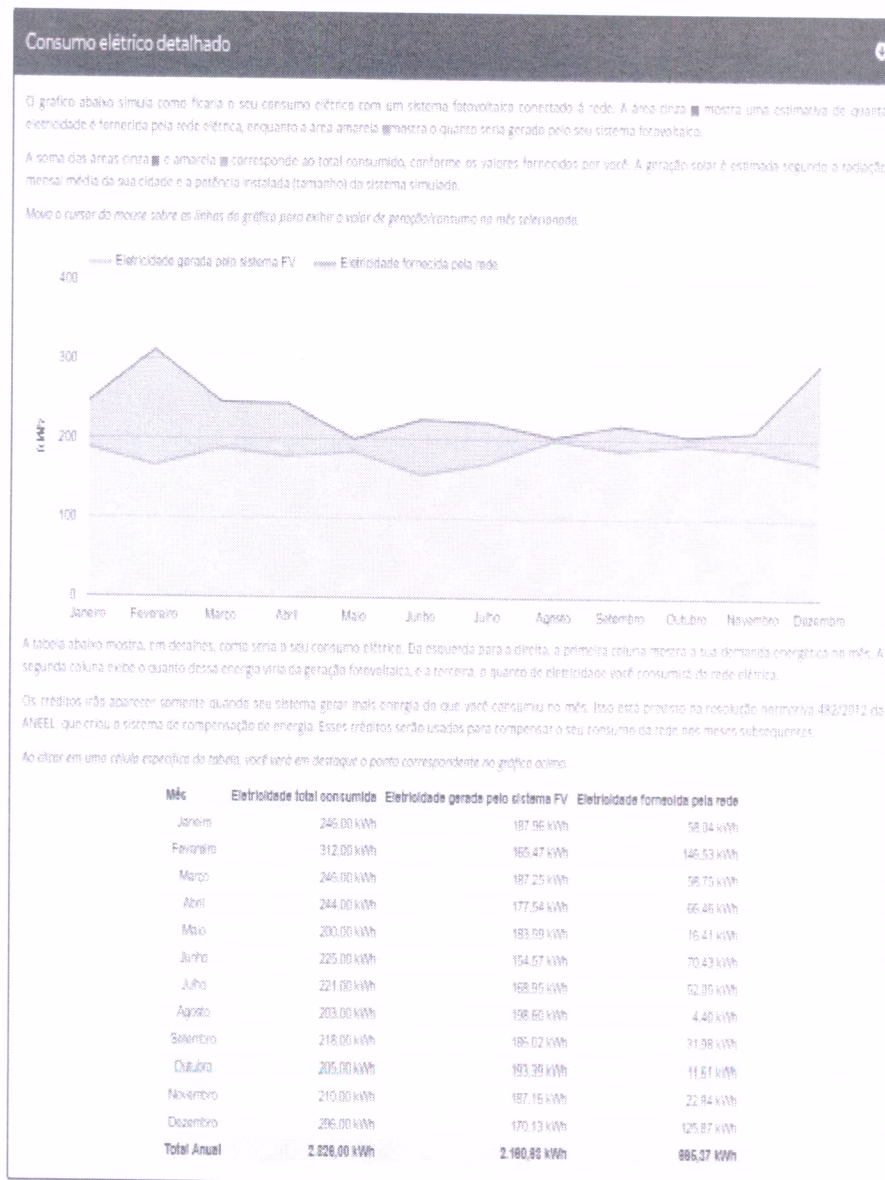 Consumo elétrico detalhado
O gráfico abaixo simula como ficaria o seu consumo elétrico com um sistema fotovoltaico conectado à rede. A área cinza mostra uma estimativa de quanta
eletricidade é fornecida pela rede elétrica, enquanto a área amarela mostra o quanto seria gerado pelo seu sistema fotovoltaico.
A soma das áreas cinza e amarela corresponde ao total consumido, conforme os valores fornecidos por você. A geração solar é estimada segundo a radiação
mensal média da sua cidade e a potência instalada (tamanho) do sistema simulado.
Mova o cursor do mouse sobre as linhas do gráfico para exibir o valor de geração/consumo no mês selecionado.
Eletricidade gerada pelo sistema FV Eletricidade fornecida pela rede
400
300
200
100
0
Janeiro Fevereiro Março Abril Maio Junho Julho Agosto Setembro Outubro Novembro Dezembro
A tabela abaixo mostra, em detalhes, como seria o seu consumo elétrico. Da esquerda para a direita, a primeira coluna mostra a sua demanda energética no mês. A
segunda coluna exibe o quanto dessa energia viria da geração fotovoltaica, e a terceira, o quanto de eletricidade você consumirá da rede elétrica.
Os créditos irão aparecer somente quando seu sistema gerar mais energia do que você consumiu no mês. Isso está previsto na resolução normativa 482/2012 da
ANEEL, que criou o sistema de compensação de energia. Esses créditos serão usados para compensar o seu consumo da rede nos meses subsequentes.
Ao clicar em uma célula específica da tabela, você verá em destaque o ponto correspondente no gráfico acima.
Mês Eletricidade total consumida Eletricidade gerada pelo sistema FV Eletricidade fornecida pela rede
Janeiro 246,00 kWh 187,96 kWh 58,04 kWh
Fevereiro 312,00 kWh 165,47 kWh 146,53 kWh
Março 246,00 kWh 187,25 kWh 58,75 kWh
Abril 244,00 kWh 177,54 kWh 66,46 kWh
Maio 200,00 kWh 183,59 kWh 16,41 kWh
Junho 225,00 kWh 154,57 kWh 70,43 kWh
Julho 221,00 kWh 168,95 kWh 52,05 kWh
Agosto 203,00 kWh 198,60 kWh 4,40 kWh
Setembro 218,00 kWh 186,02 kWh 31,98 kWh
Outubro 205,00 kWh 193,39 kWh 11,61 kWh
Novembro 210,00 kWh 187,16 kWh 22,84 kWh
Dezembro 296,00 kWh 170,13 kWh 125,87 kWh
Total Anual 2.826,00 kWh 2.160,63 kWh 665,37 kWh